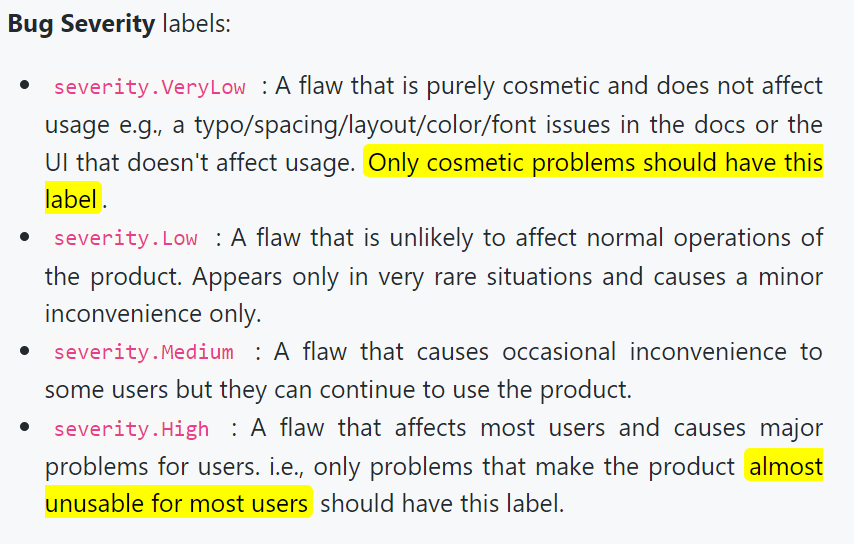 Bug Severity labels:
severity.VeryLow : A flaw that is purely cosmetic and does not affect
usage e.g., a typo/spacing/layout/color/font issues in the docs or the
UI that doesn't affect usage. Only cosmetic problems should have this
label.
severity.Low : A flaw that is unlikely to affect normal operations of
the product. Appears only in very rare situations and causes a minor
inconvenience only.
severity.Medium : A flaw that causes occasional inconvenience to
some users but they can continue to use the product.
severity.High : A flaw that affects most users and causes major
problems for users. i.e., only problems that make the product almost
unusable for most users should have this label.